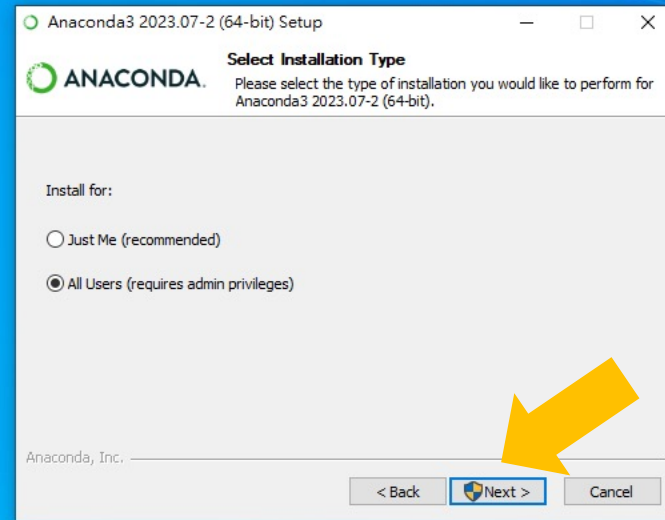 Anaconda3 2023.07-2 (64-bit) Setup
ANACONDA.
Select Installation Type
Please select the type of installation you would like to perform for
Anaconda3 2023.07-2 (64-bit).
Install for:
Just Me (recommended)
All Users (requires admin privileges)
Anaconda, Inc.
< Back Next > Cancel